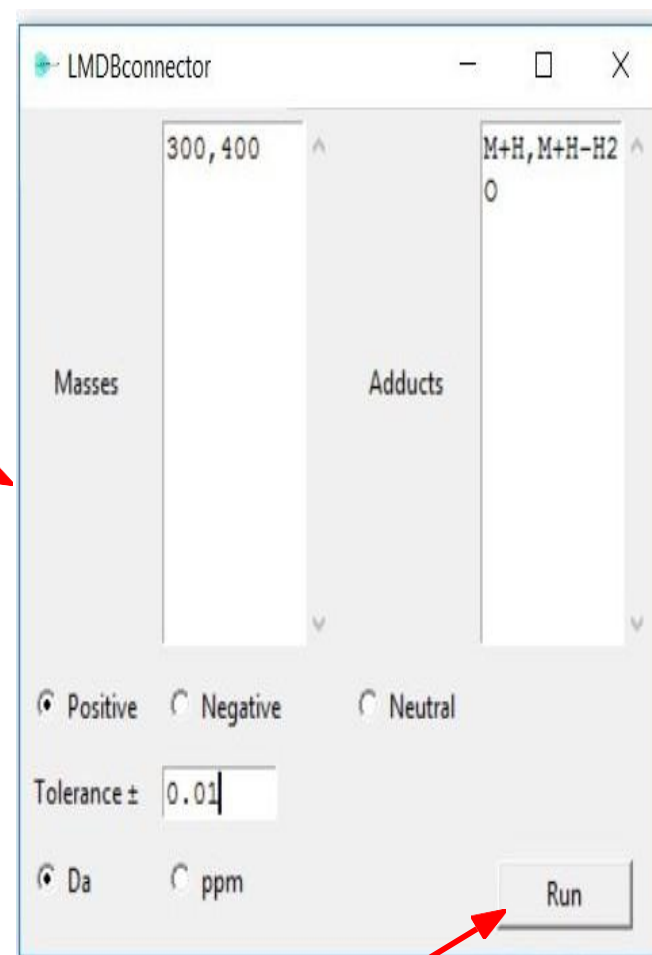 LMDBconnector
300,400
M+H,M+H-H2
O
Masses
Adducts
Positive Negative Neutral
Tolerance ± 0.01
Da ppm
Run